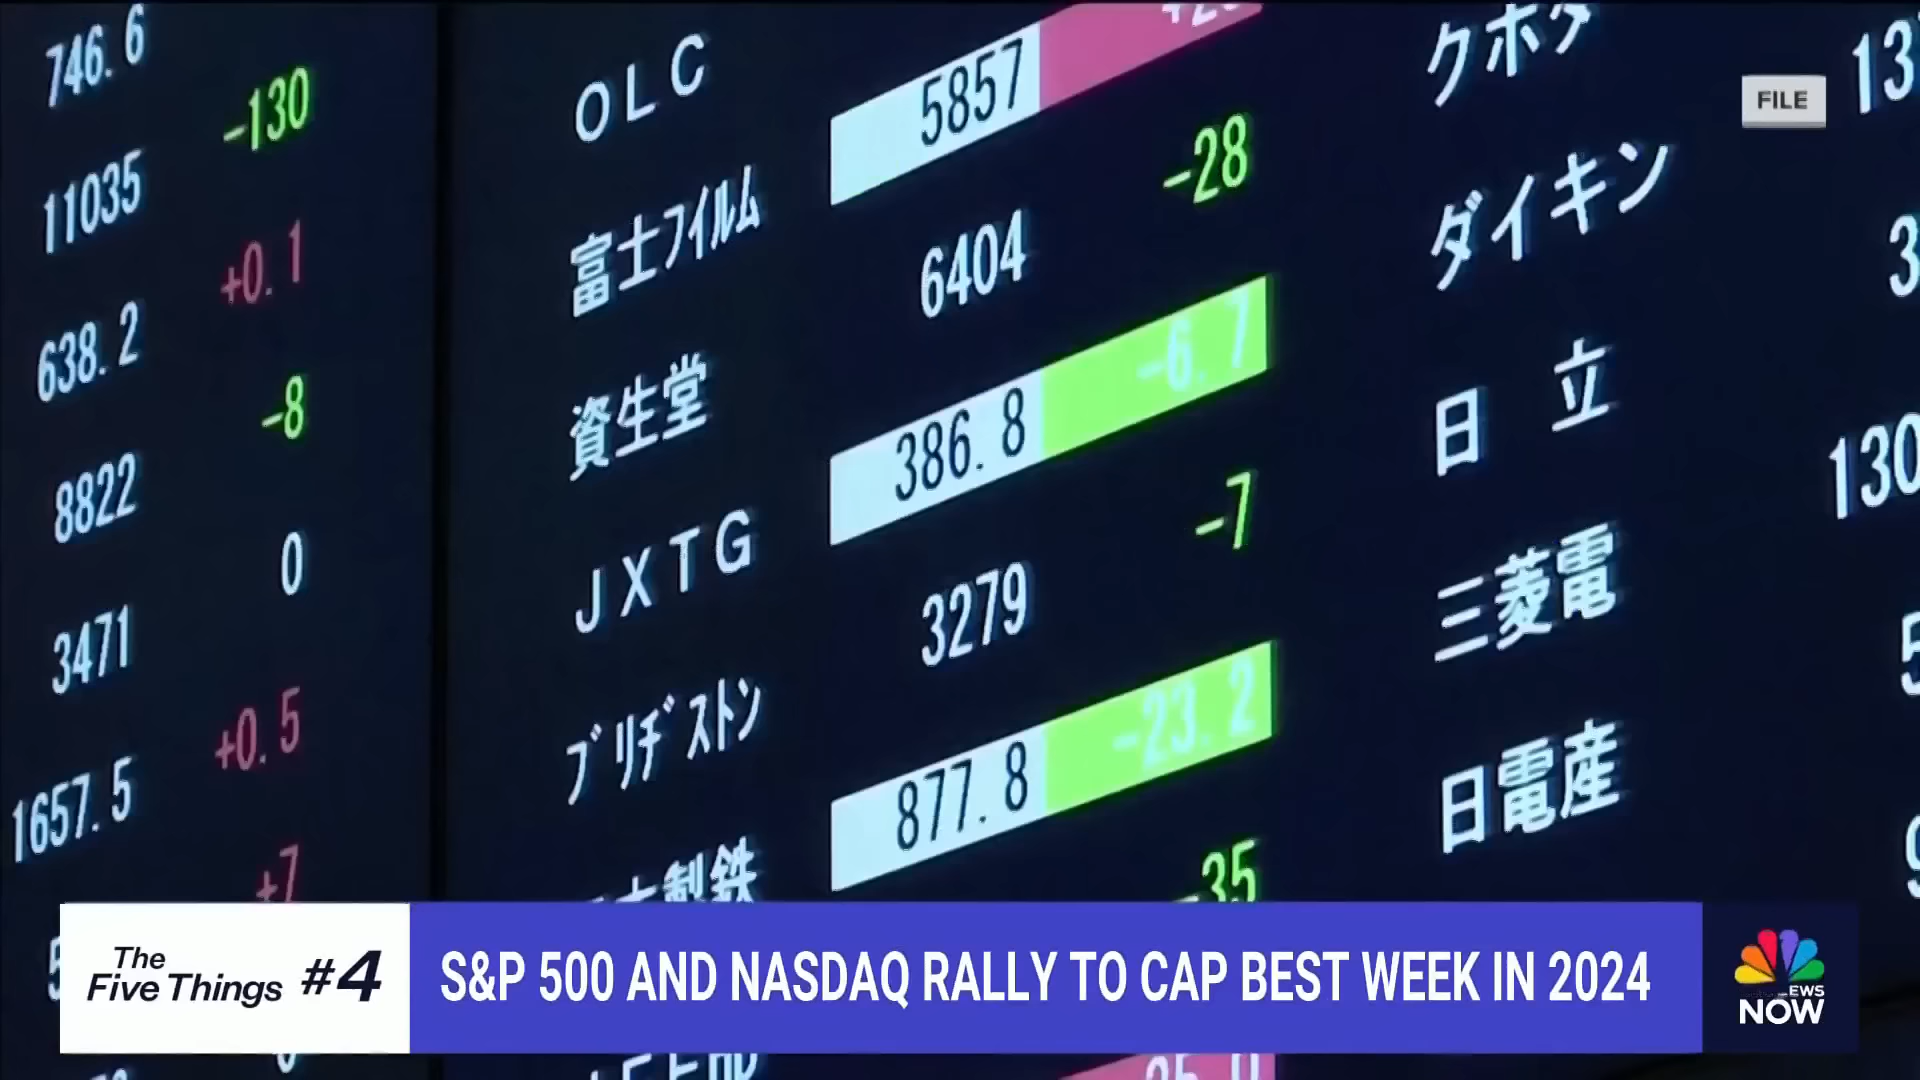 746.6
-130
11035
+0.1
638.2
-8
8822
0
3471
+0.5
1657.5
+7
OLC
5857
富士フイルム
6404
-28
資生堂
386.8
-6.7
JXTG
3279
-7
ブリヂストン
877.8
-23.2
-35
クボタ
ダイキン
日立
130
三菱電
日電産
FILE
The
Five Things #4
S&P 500 AND NASDAQ RALLY TO CAP BEST WEEK IN 2024
NOW